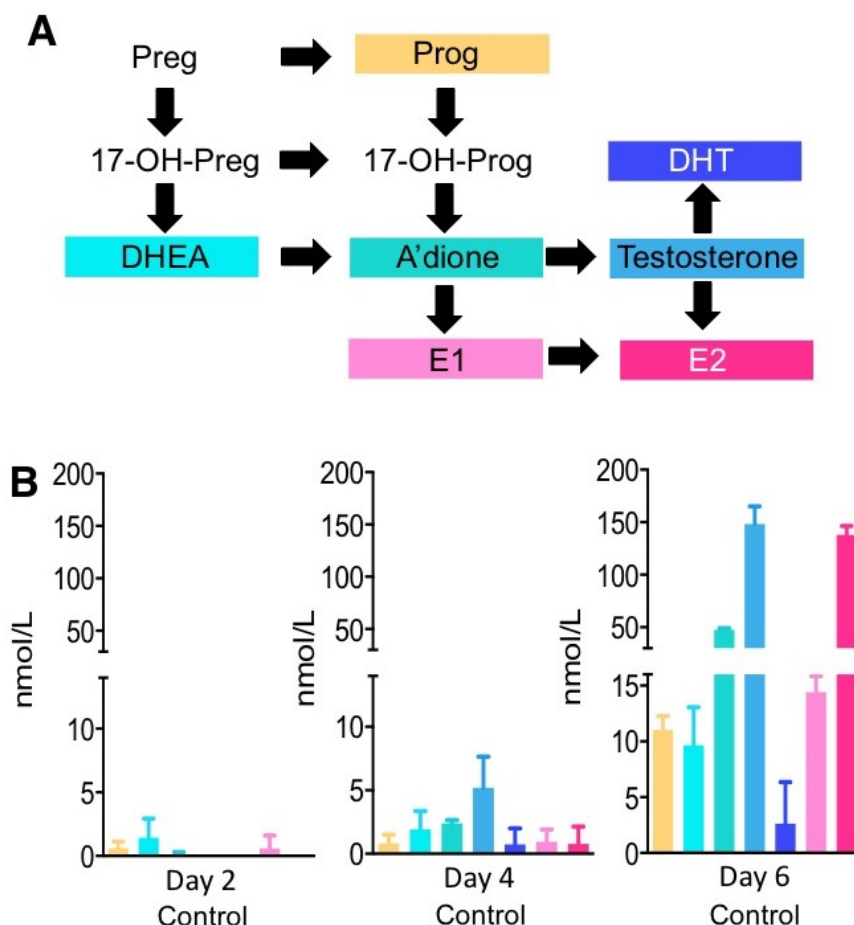 A
Preg Prog
17-OH-Preg 17-OH-Prog DHT
DHEA A'dione Testosterone
E1 E2
B
nmol/L
200
150
100
50
10
5
0
Day 2
Control
nmol/L
200
150
100
50
10
5
0
Day 4
Control
nmol/L
200
150
100
50
15
10
5
0
Day 6
Control